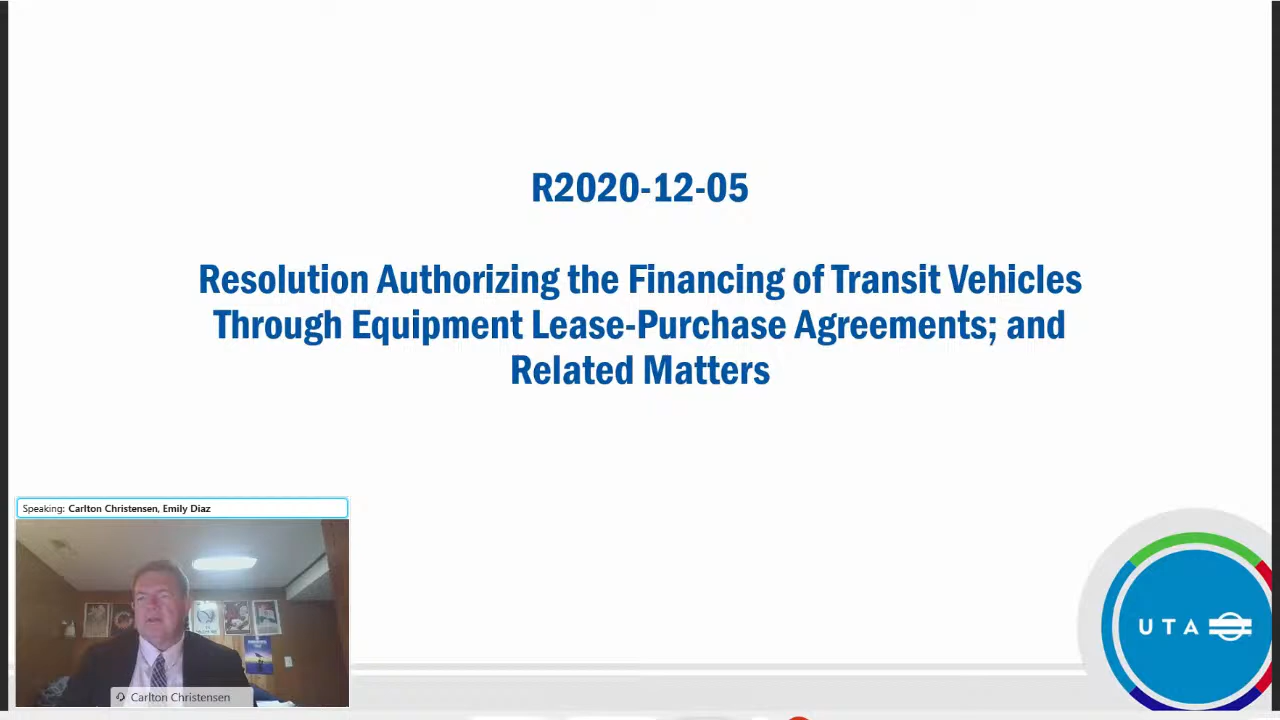 R2020-12-05
Resolution Authorizing the Financing of Transit Vehicles
Through Equipment Lease-Purchase Agreements; and
Related Matters
Speaking: Carlton Christensen, Emily Diaz
Carlton Christensen
UTA